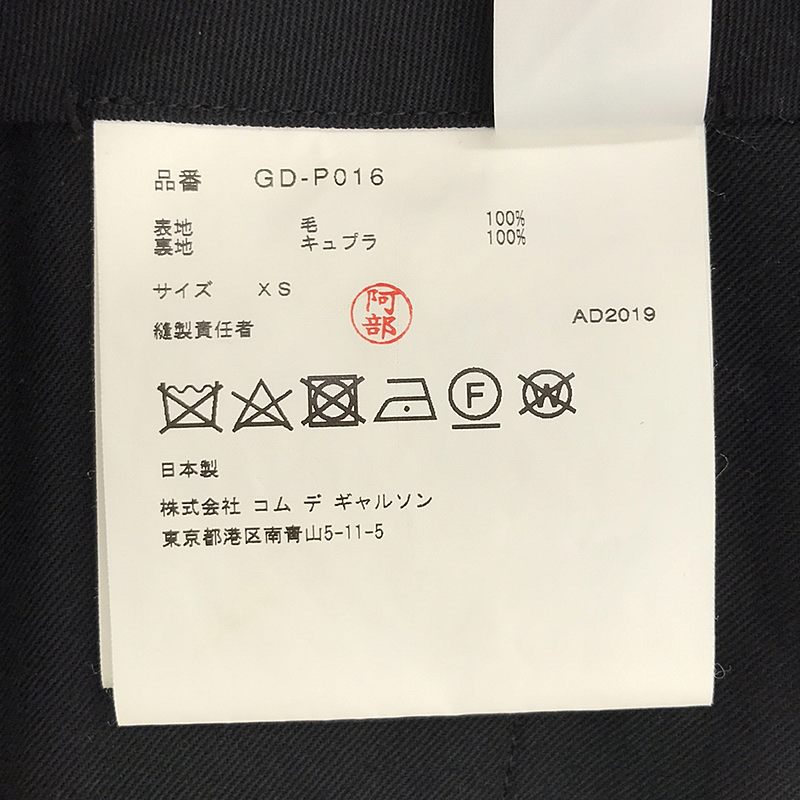 品番 GD-P016
表地 毛 100%
裏地 キュプラ 100%
サイズ XS
阿部
縫製責任者
AD2019
F
W
日本製
株式会社 コム デ ギャルソン
東京都港区南青山5-11-5